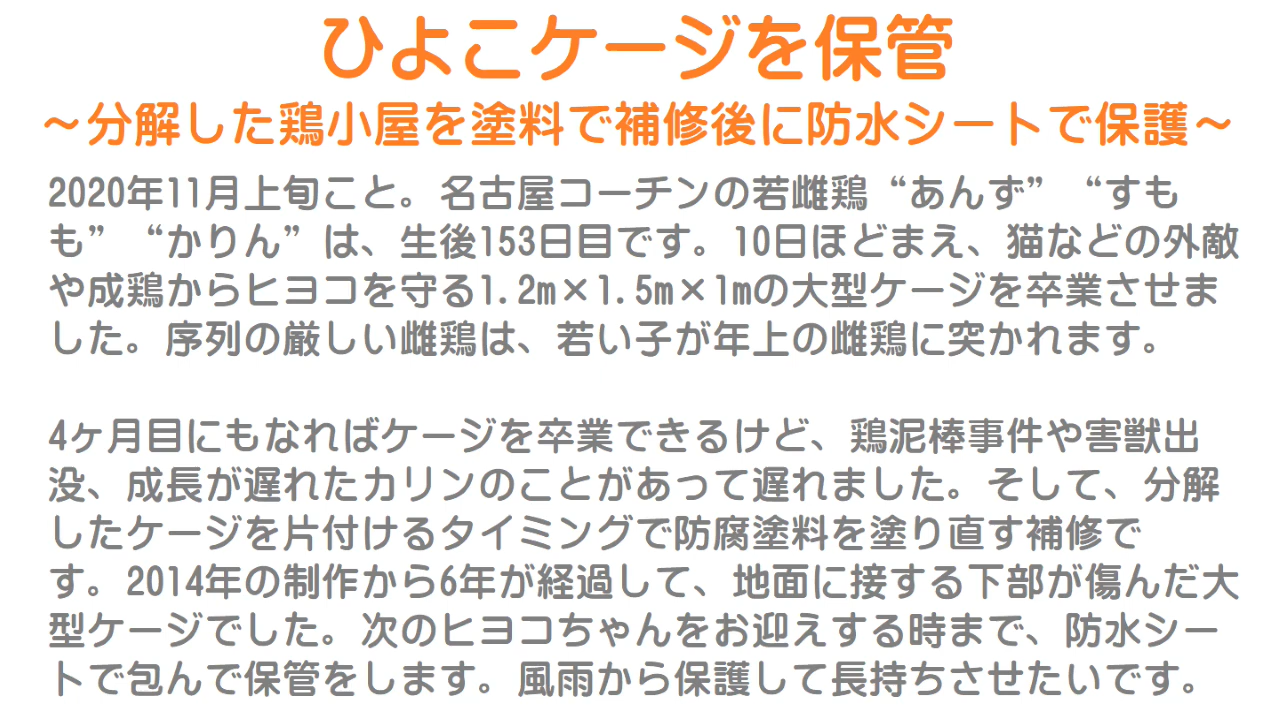 ひよこケージを保管
～分解した鶏小屋を塗料で補修後に防水シートで保護～
2020年11月上旬こと。名古屋コーチンの若雌鶏“あんず”“すも
も”“かりん”は、生後153日目です。10日ほどまえ、猫などの外敵
や成鶏からヒヨコを守る1.2m×1.5m×1mの大型ケージを卒業させま
した。序列の厳しい雌鶏は、若い子が年上の雌鶏に突かれます。
4ヶ月目にもなればケージを卒業できるけど、鶏泥棒事件や害獣出
没、成長が遅れたカリンのことがあって遅れました。そして、分解
したケージを片付けるタイミングで防腐塗料を塗り直す補修で
す。2014年の制作から6年が経過して、地面に接する下部が傷んだ大
型ケージでした。次のヒヨコちゃんをお迎えする時まで、防水シー
トで包んで保管をします。風雨から保護して長持ちさせたいです。